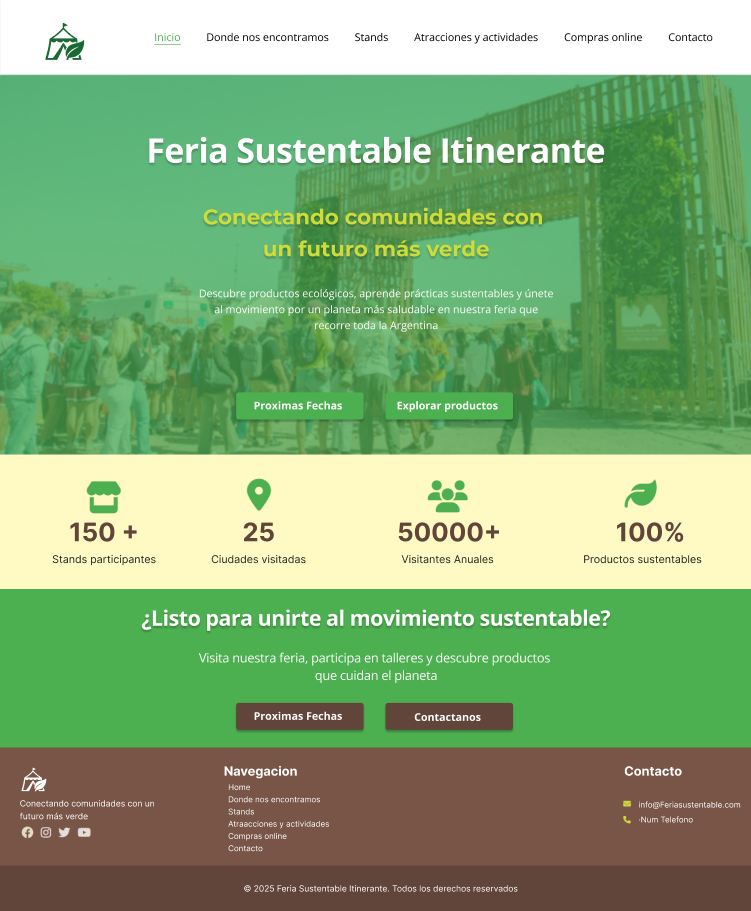 Inicio Donde nos encontramos Stands Atracciones y actividades Compras online Contacto
BIO FERIA
Feria Sustentable Itinerante
Conectando comunidades con
un futuro más verde
Descubre productos ecológicos, aprende prácticas sustentables y únete
al movimiento por un planeta más saludable en nuestra feria que
recorre toda la Argentina
Proximas Fechas Explorar productos
150 + 25 50000+ 100%
Stands participantes Ciudades visitadas Visitantes Anuales Productos sustentables
¿Listo para unirte al movimiento sustentable?
Visita nuestra feria, participa en talleres y descubre productos
que cuidan el planeta
Proximas Fechas Contactanos
Conectando comunidades con un
futuro más verde
Navegacion
Home
Donde nos encontramos
Stands
Atraacciones y actividades
Compras online
Contacto
Contacto
info@Feriasustentable.com
·Num Telefono
© 2025 Feria Sustentable Itinerante. Todos los derechos reservados